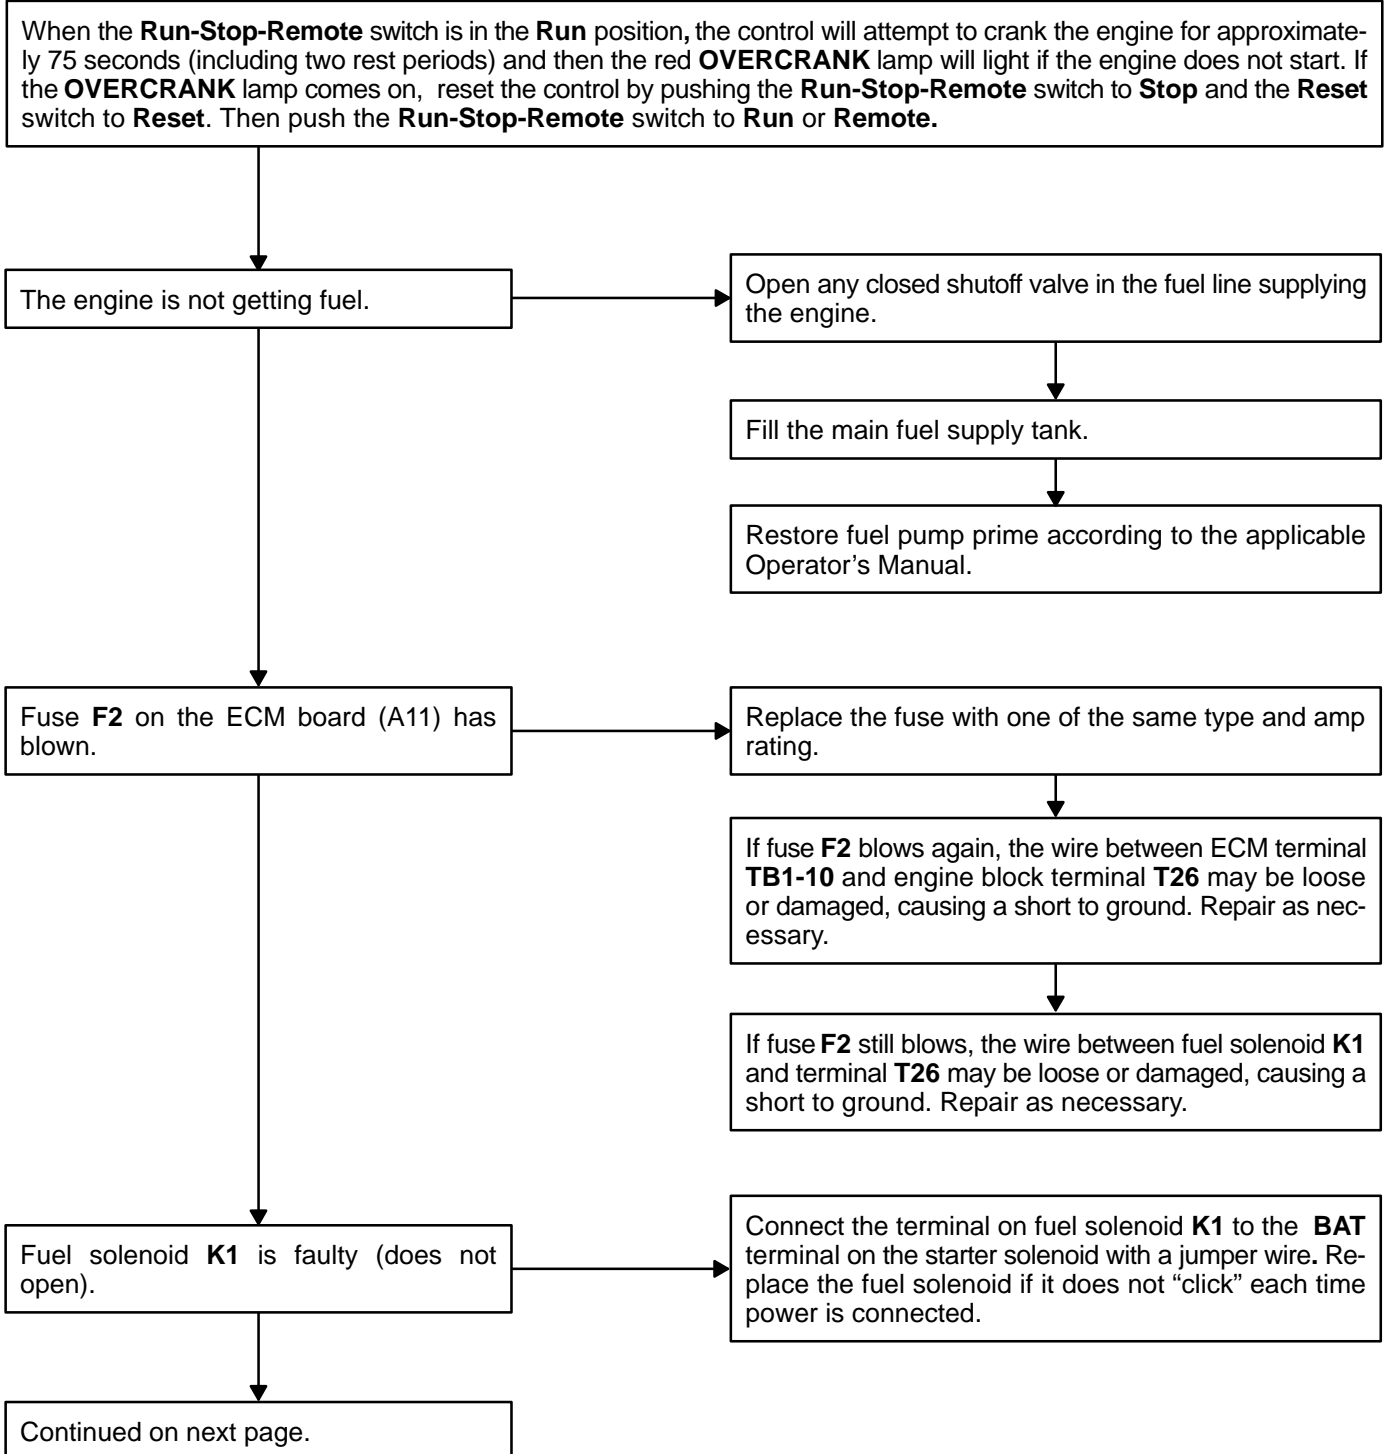 When the Run-Stop-Remote switch is in the Run position, the control will attempt to crank the engine for approximate-
ly 75 seconds (including two rest periods) and then the red OVERCRANK lamp will light if the engine does not start. If
the OVERCRANK lamp comes on, reset the control by pushing the Run-Stop-Remote switch to Stop and the Reset
switch to Reset. Then push the Run-Stop-Remote switch to Run or Remote.
The engine is not getting fuel.
Open any closed shutoff valve in the fuel line supplying
the engine.
Fill the main fuel supply tank.
Restore fuel pump prime according to the applicable
Operator’s Manual.
Fuse F2 on the ECM board (A11) has
blown.
Replace the fuse with one of the same type and amp
rating.
If fuse F2 blows again, the wire between ECM terminal
TB1-10 and engine block terminal T26 may be loose
or damaged, causing a short to ground. Repair as nec-
essary.
If fuse F2 still blows, the wire between fuel solenoid K1
and terminal T26 may be loose or damaged, causing a
short to ground. Repair as necessary.
Fuel solenoid K1 is faulty (does not
open).
Connect the terminal on fuel solenoid K1 to the BAT
terminal on the starter solenoid with a jumper wire. Re-
place the fuel solenoid if it does not “click” each time
power is connected.
Continued on next page.